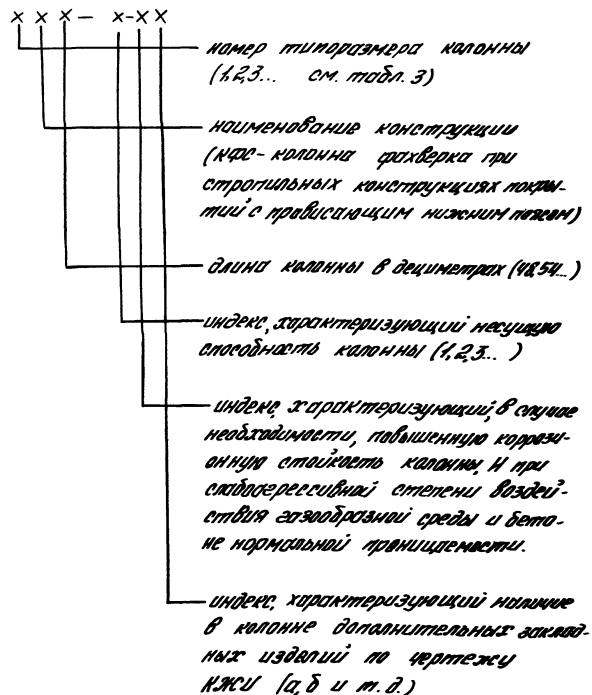 × × × – × - × ×
номер типоразмера колонны
(1,2,3... см. табл. 3)
наименование конструкции
(КФС-колонна фахверка при
стропильных конструкциях покры-
тий с провисающим нижним поясом)
длина колонны в дециметрах (48,54...)
индекс, характеризующий несущую
способность колонны (1,2,3... )
индекс, характеризующий, в случае
необходимости, повышенную коррози-
онную стойкость колонны, Н при
слабоагрессивной степени воздей-
ствия газообразной среды и бето-
не нормальной проницаемости.
индекс, характеризующий наличие
в колонне дополнительных заклад-
ных изделий по чертежу
КЖИ (а, б и т.д.)